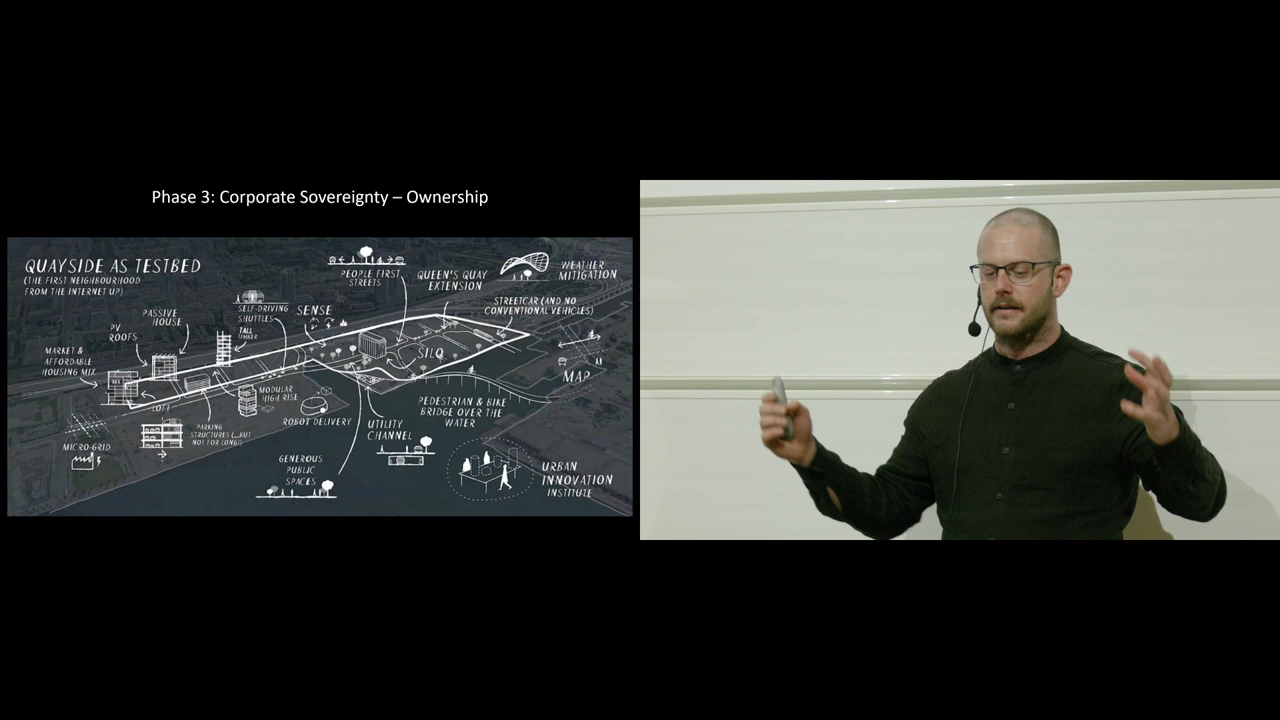 Phase 3: Corporate Sovereignty – Ownership
QUAYSIDE AS TESTBED
(THE FIRST NEIGHBOURHOOD
FROM THE INTERNET UP)
PEOPLE FIRST
STREETS
QUEEN'S QUAY
EXTENSION
WEATHER
MITIGATION
STREETCAR (AND NO
CONVENTIONAL VEHICLES)
SELF-DRIVING
SHUTTLES
SENSE
PASSIVE
HOUSE
PV
ROOFS
TALL
TIMBER
MARKET &
AFFORDABLE
HOUSING MIX
SILO
MAP
LOFT
MODULAR
HIGH RISE
ROBOT DELIVERY
PARKING
STRUCTURES (...BUT
NOT FOR LONG!)
MICRO-GRID
UTILITY
CHANNEL
PEDESTRIAN & BIKE
BRIDGE OVER THE
WATER
GENEROUS
PUBLIC
SPACES
URBAN
INNOVATION
INSTITUTE